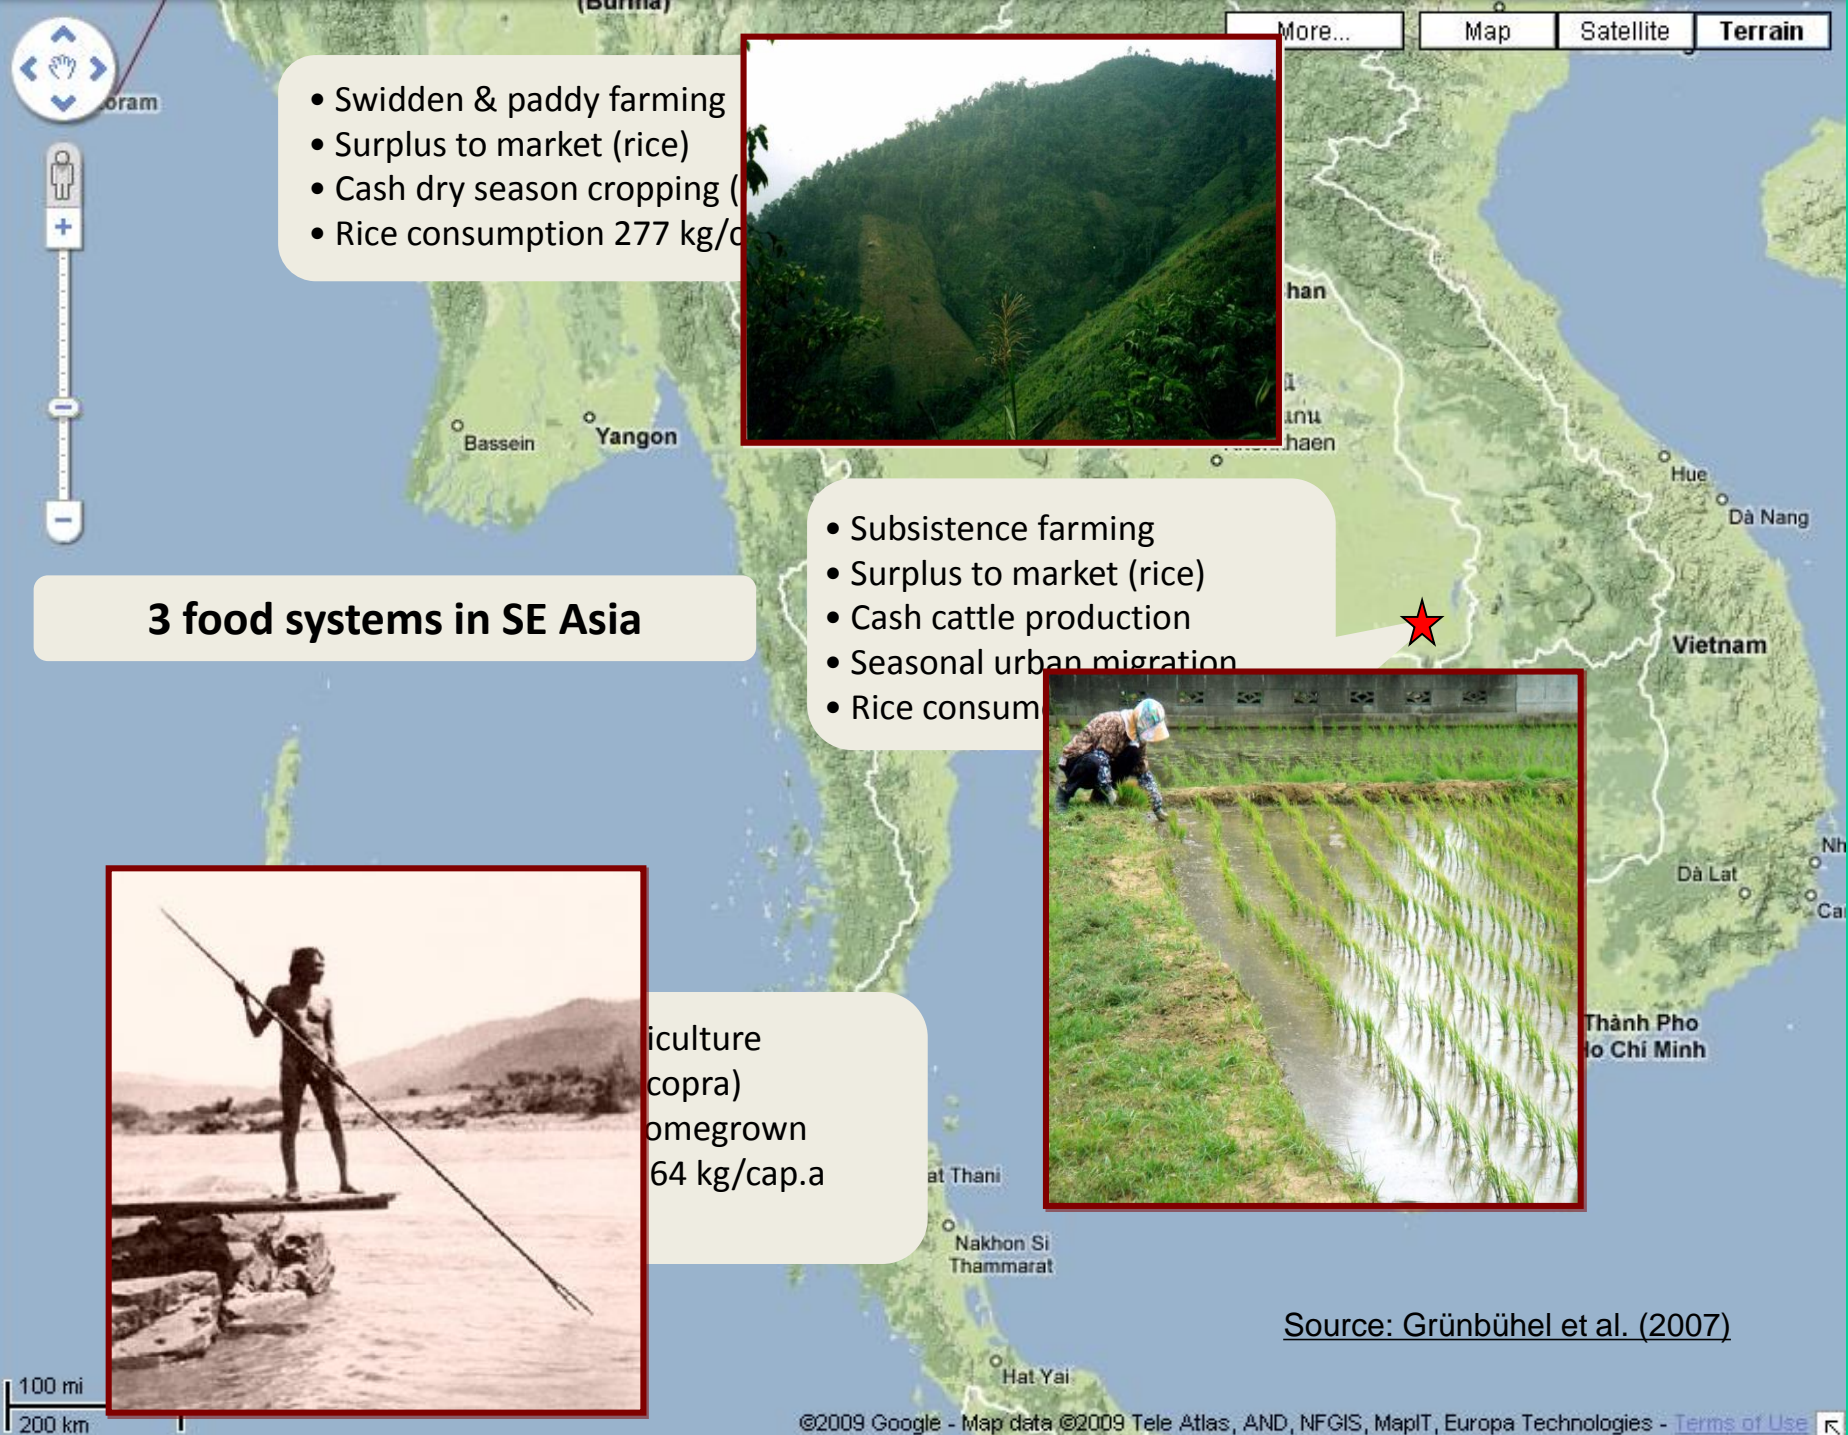 (Burma)
More...
Map
Satellite
Terrain
• Swidden & paddy farming
• Surplus to market (rice)
• Cash dry season cropping (
• Rice consumption 277 kg/c
Bassein
Yangon
Hue
Dà Nang
3 food systems in SE Asia
• Subsistence farming
• Surplus to market (rice)
• Cash cattle production
• Seasonal urban migration
• Rice consum
Vietnam
Dà Lat
iculture
copra)
omegrown
64 kg/cap.a
Thành Pho
Ho Chí Minh
at Thani
Nakhon Si
Thammarat
Hat Yai
Source: Grünbühel et al. (2007)
100 mi
200 km
©2009 Google - Map data ©2009 Tele Atlas, AND, NFGIS, MapIT, Europa Technologies - Terms of Use